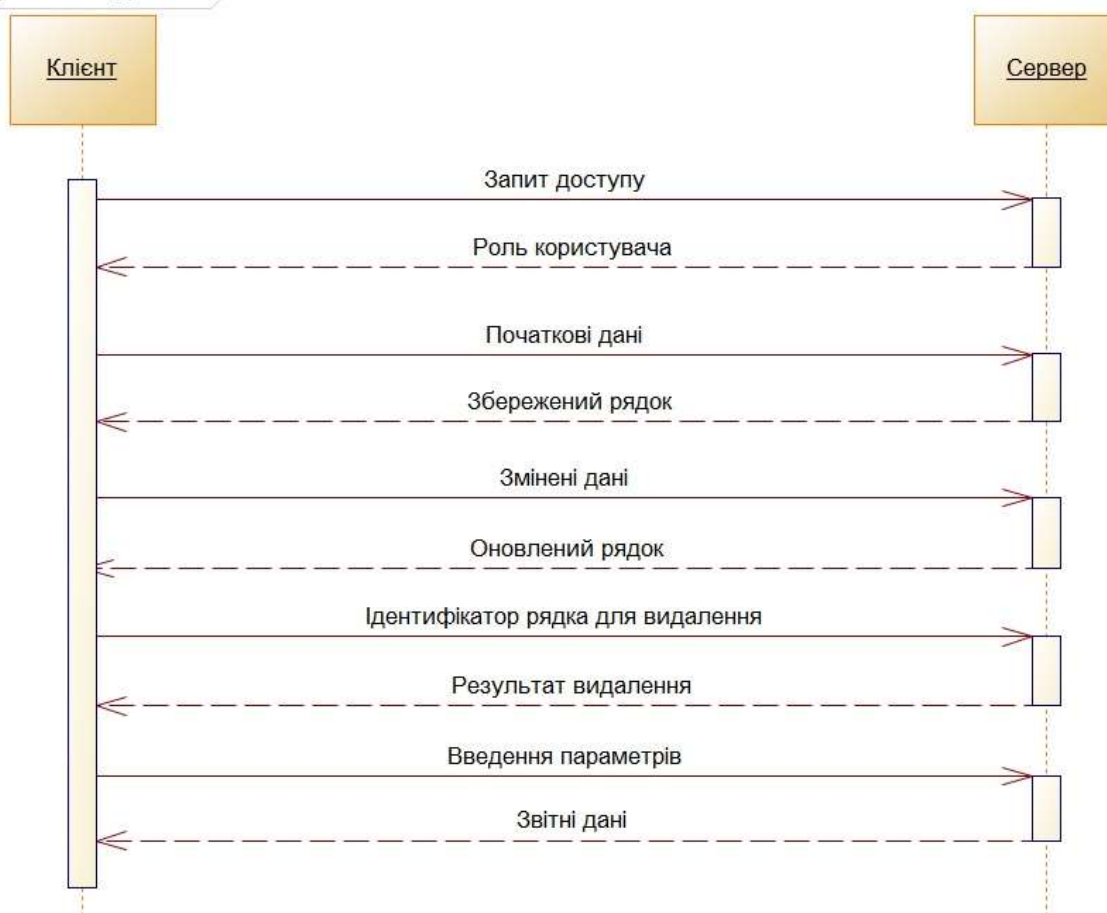 Клієнт
Сервер
Запит доступу
Роль користувача
Початкові дані
Збережений рядок
Змінені дані
Оновлений рядок
Ідентифікатор рядка для видалення
Результат видалення
Введення параметрів
Звітні дані